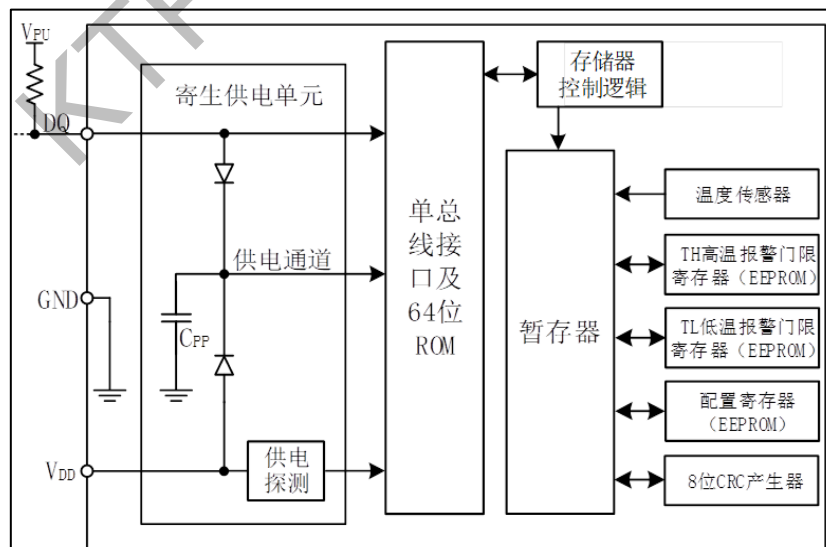 VPU
DQ
GND
VDD
寄生供电单元
供电通道
CPP
供电
探测
单总
线接
口及
64位
ROM
存储器
控制逻辑
暂存器
温度传感器
TH高温报警门限
寄存器（EEPROM）
TL低温报警门限
寄存器（EEPROM）
配置寄存器
（EEPROM）
8位CRC产生器